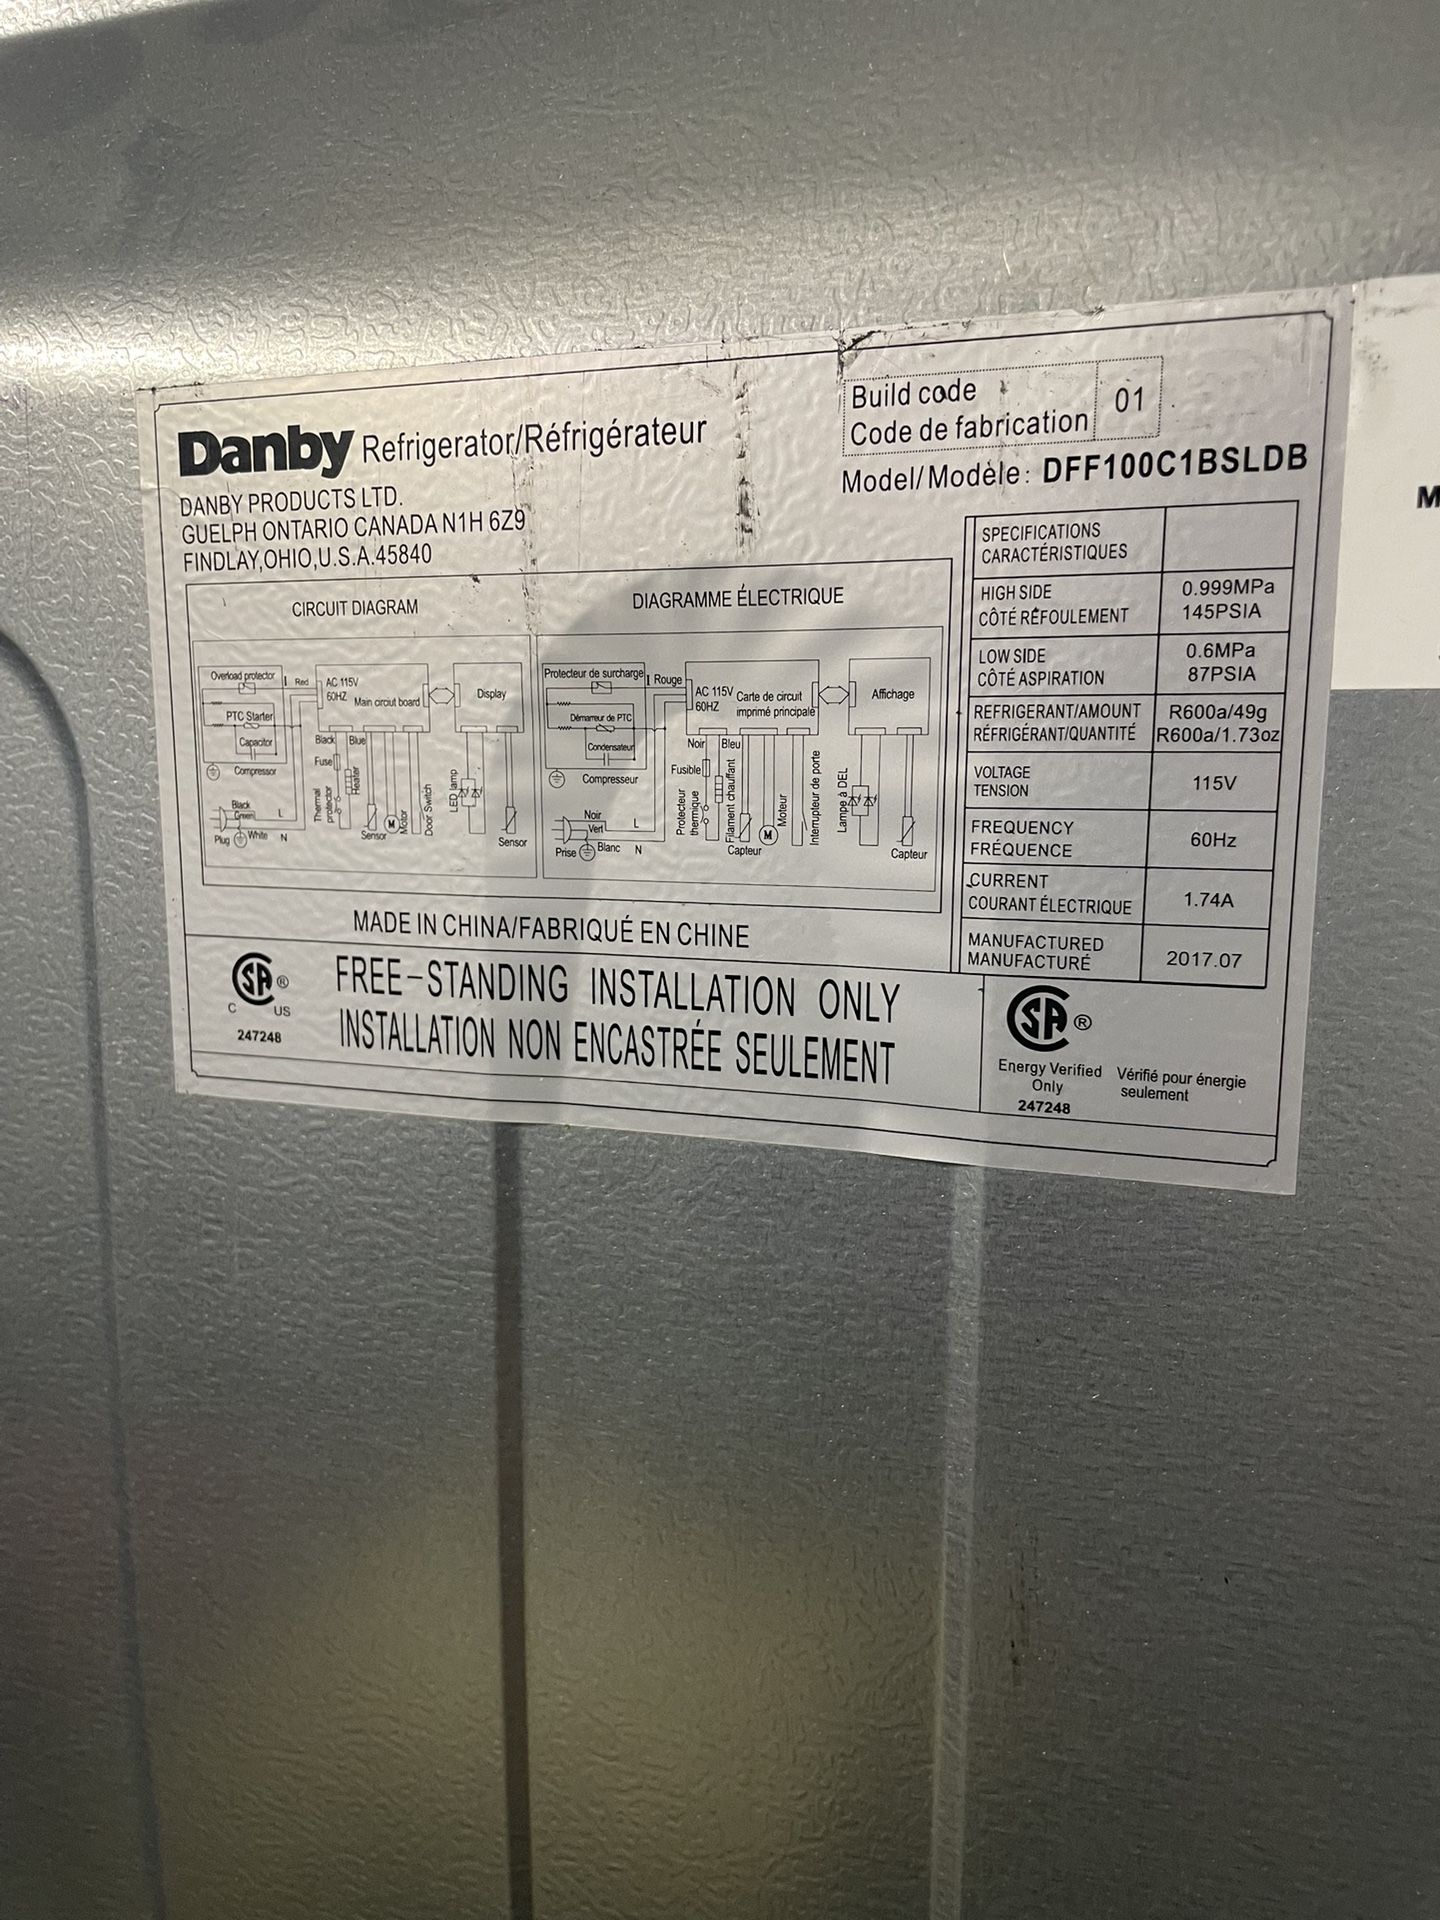 Danby Refrigerator/Réfrigérateur
DANBY PRODUCTS LTD.
GUELPH ONTARIO CANADA N1H 6Z9
FINDLAY,OHIO,U.S.A.45840
Build code
Code de fabrication
01
Model/Modèle: DFF100C1BSLDB
CIRCUIT DIAGRAM
Overload protector
PTC Starter
Capacitor
Compressor
I Red
AC 115V
60HZ
Main circiut board
Display
Black
Blue
Fuse
Thermal protector
Heater
Sensor
M
Motor
Door Switch
LED lamp
Sensor
Black
Green
White
L
N
Plug
DIAGRAMME ÉLECTRIQUE
Protecteur de surcharge
Démarreur de PTC
Condensateur
Compresseur
I Rouge
AC 115V
60HZ
Carte de circuit
imprimé principale
Affichage
Noir
Bleu
Fusible
Protecteur thermique
Filament chauffant
Capteur
M
Moteur
Interrupteur de porte
Lampe à DEL
Capteur
Noir
Vert
Blanc
L
N
Prise
SPECIFICATIONS
CARACTÉRISTIQUES
HIGH SIDE
CÔTÉ RÉFOULEMENT
0.999MPa
145PSIA
LOW SIDE
CÔTÉ ASPIRATION
0.6MPa
87PSIA
REFRIGERANT/AMOUNT
RÉFRIGÉRANT/QUANTITÉ
R600a/49g
R600a/1.73oz
VOLTAGE
TENSION
115V
FREQUENCY
FRÉQUENCE
60Hz
CURRENT
COURANT ÉLECTRIQUE
1.74A
MANUFACTURED
MANUFACTURÉ
2017.07
MADE IN CHINA/FABRIQUÉ EN CHINE
SA ®
C US
247248
FREE-STANDING INSTALLATION ONLY
INSTALLATION NON ENCASTRÉE SEULEMENT
SA ®
Energy Verified
Only
247248
Vérifié pour énergie
seulement
M